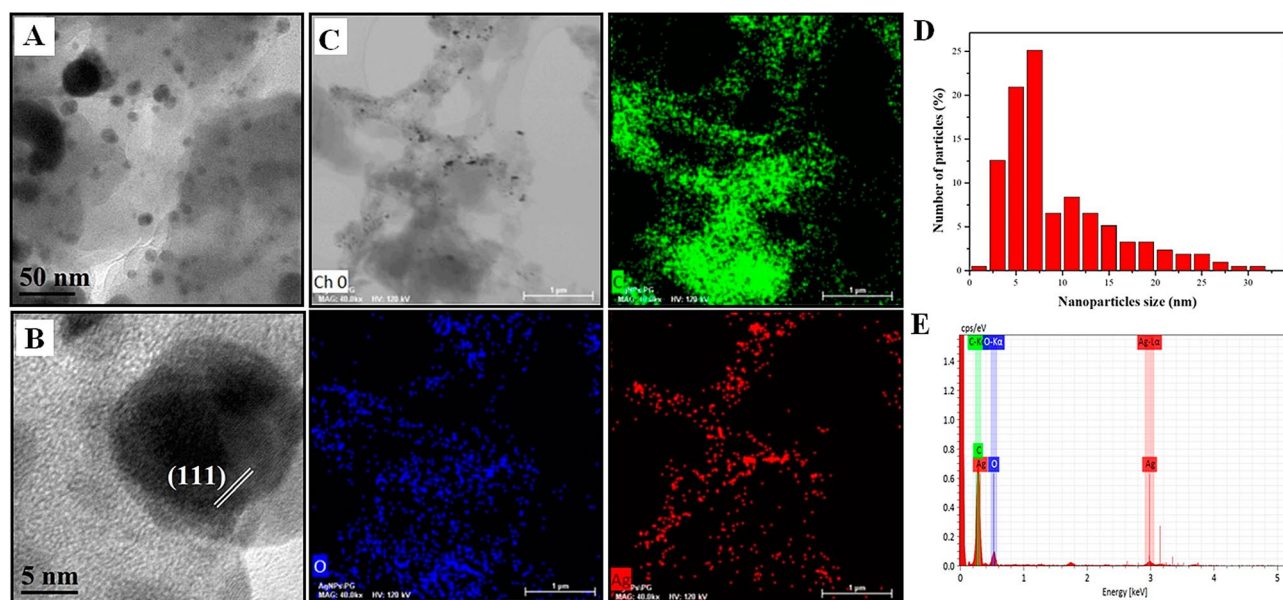 A
50 nm
B
(111)
5 nm
C
Ch 0
MAG: 40.0kx HV: 120 kV
1 µm
MAG: 40.0kx HV: 120 kV
1 µm
O
AgNPs-PG
MAG: 40.0kx HV: 120 kV
1 µm
Ag
MAG: 40.0kx HV: 120 kV
1 µm
D
Number of particles (%)
25
20
15
10
5
0
0 5 10 15 20 25 30
Nanoparticles size (nm)
E
cps/eV
O-Kα
Ag-Lα
1.4
1.2
1.0
0.8
0.6
0.4
0.2
0.0
C
Ag O Ag
0 1 2 3 4 5
Energy [keV]